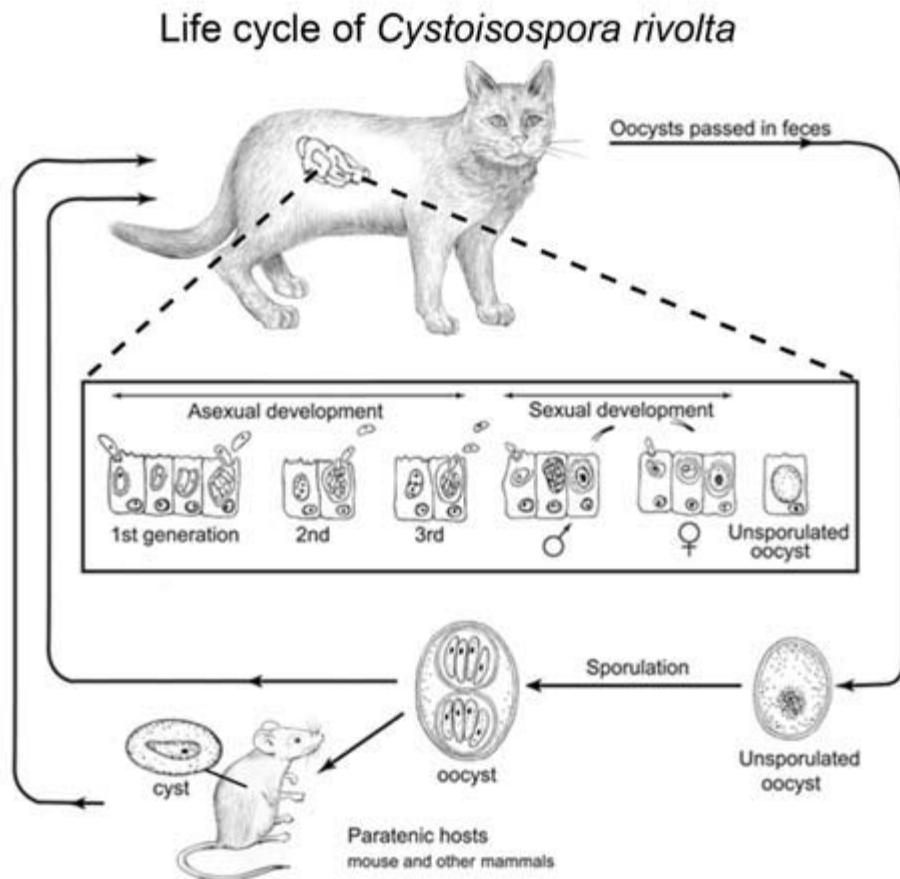 Life cycle of Cystoisospora rivolta
Oocysts passed in feces
Asexual development
Sexual development
1st generation
2nd
3rd
♂
♀
Unsporulated
oocyst
Sporulation
oocyst
Unsporulated
oocyst
cyst
Paratenic hosts
mouse and other mammals